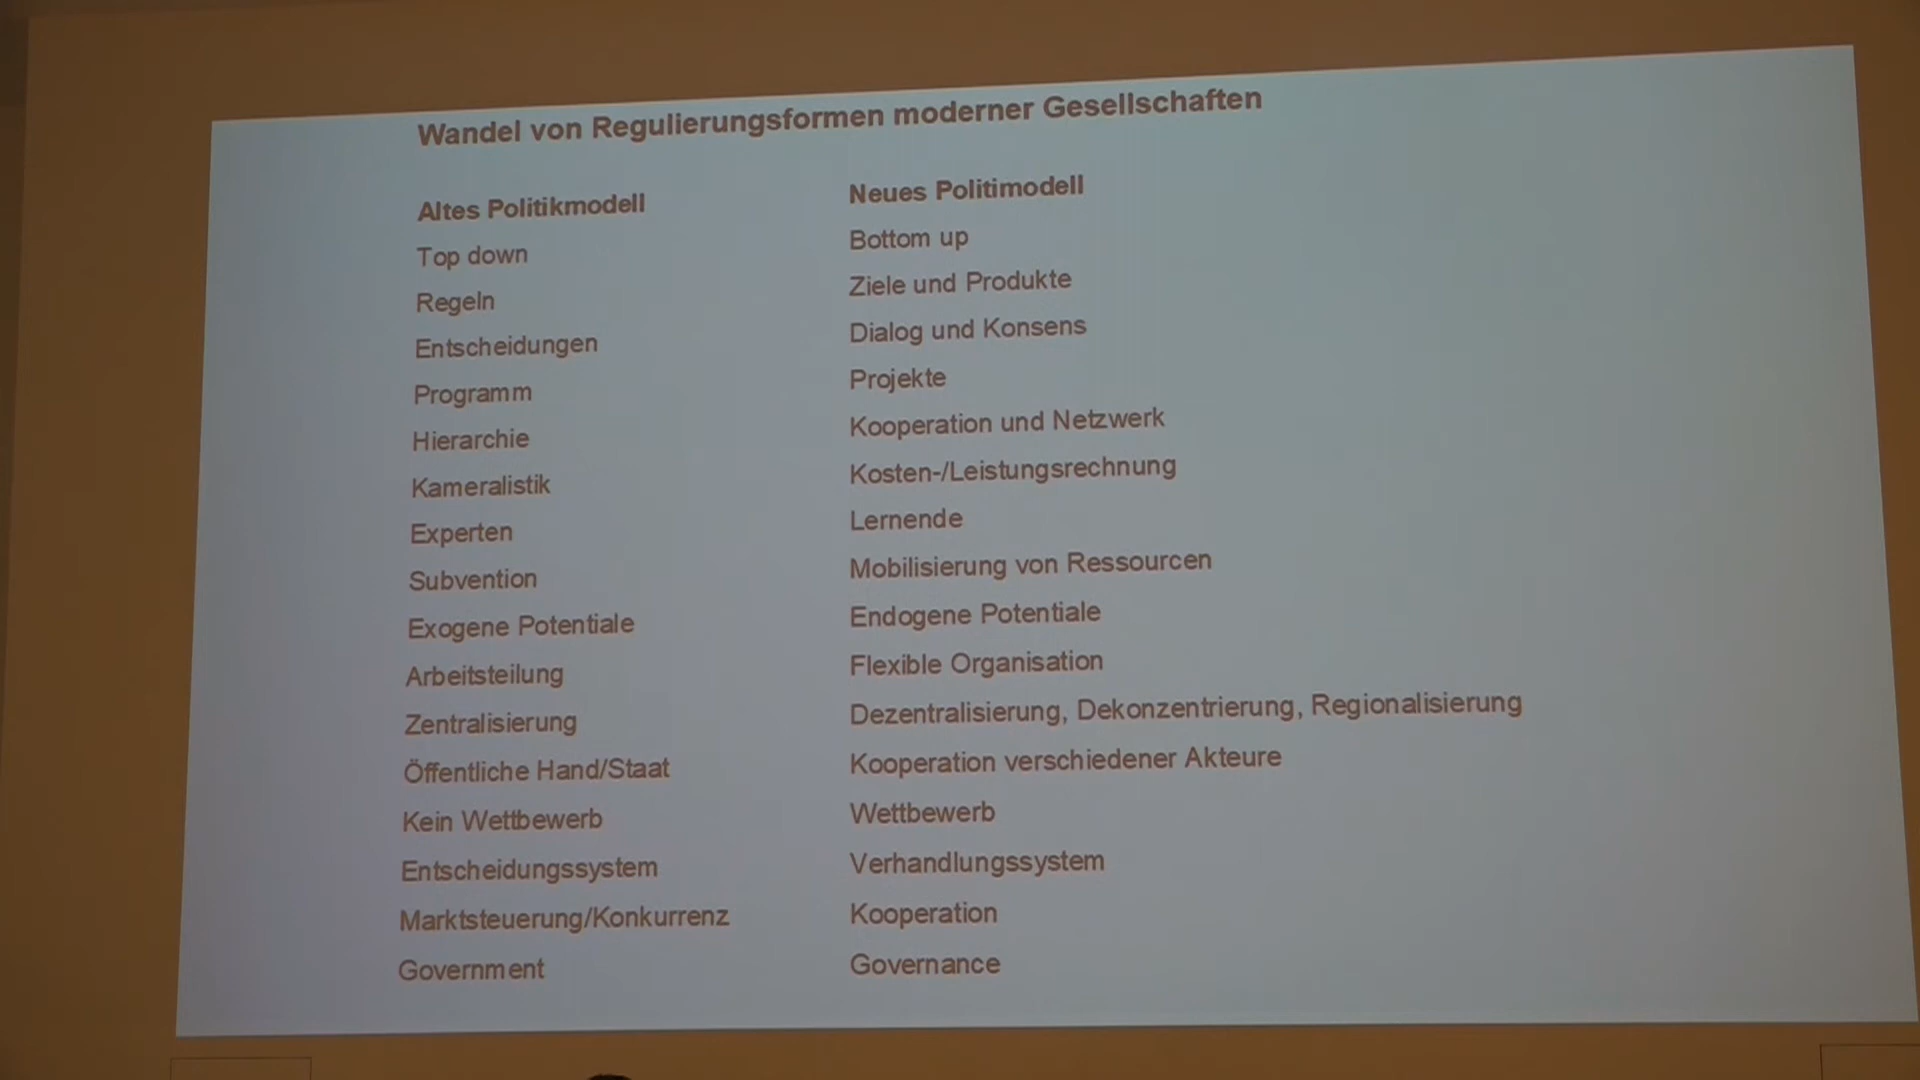 Wandel von Regulierungsformen moderner Gesellschaften
Altes Politikmodell Neues Politimodell
Top down Bottom up
Regeln Ziele und Produkte
Entscheidungen Dialog und Konsens
Programm Projekte
Hierarchie Kooperation und Netzwerk
Kameralistik Kosten-/Leistungsrechnung
Experten Lernende
Subvention Mobilisierung von Ressourcen
Exogene Potentiale Endogene Potentiale
Arbeitsteilung Flexible Organisation
Zentralisierung Dezentralisierung, Dekonzentrierung, Regionalisierung
Öffentliche Hand/Staat Kooperation verschiedener Akteure
Kein Wettbewerb Wettbewerb
Entscheidungssystem Verhandlungssystem
Marktsteuerung/Konkurrenz Kooperation
Government Governance